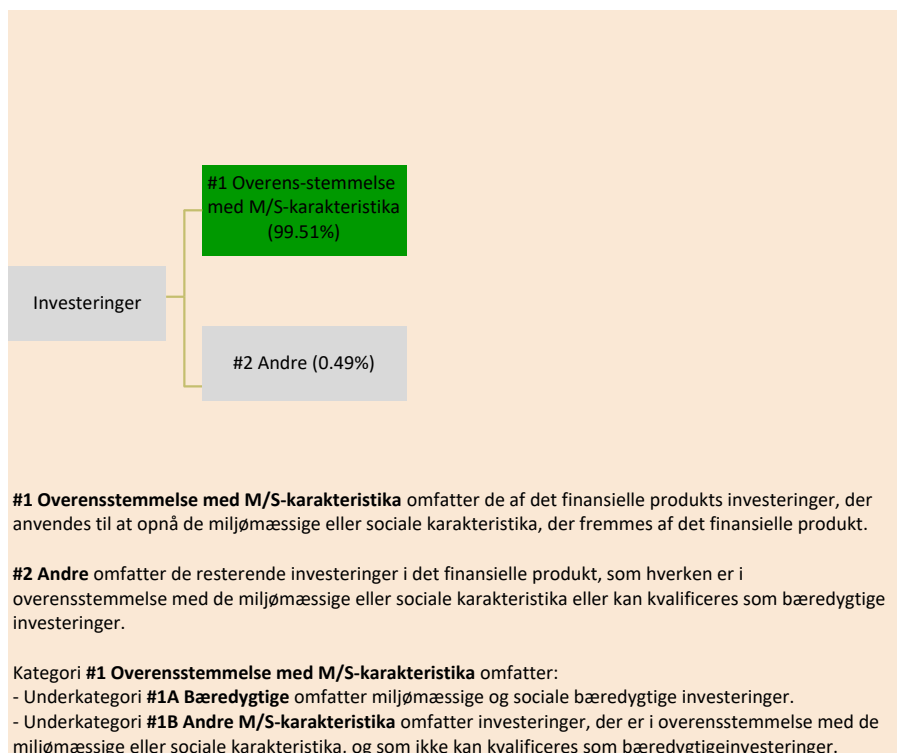 #1 Overens-stemmelse
med M/S-karakteristika
(99.51%)
Investeringer
#2 Andre (0.49%)
#1 Overensstemmelse med M/S-karakteristika omfatter de af det finansielle produkts investeringer, der
anvendes til at opnå de miljømæssige eller sociale karakteristika, der fremmes af det finansielle produkt.
#2 Andre omfatter de resterende investeringer i det finansielle produkt, som hverken er i
overensstemmelse med de miljømæssige eller sociale karakteristika eller kan kvalificeres som bæredygtige
investeringer.
Kategori #1 Overensstemmelse med M/S-karakteristika omfatter:
- Underkategori #1A Bæredygtige omfatter miljømæssige og sociale bæredygtige investeringer.
- Underkategori #1B Andre M/S-karakteristika omfatter investeringer, der er i overensstemmelse med de
miljømæssige eller sociale karakteristika, og som ikke kan kvalificeres som bæredygtigeinvesteringer.